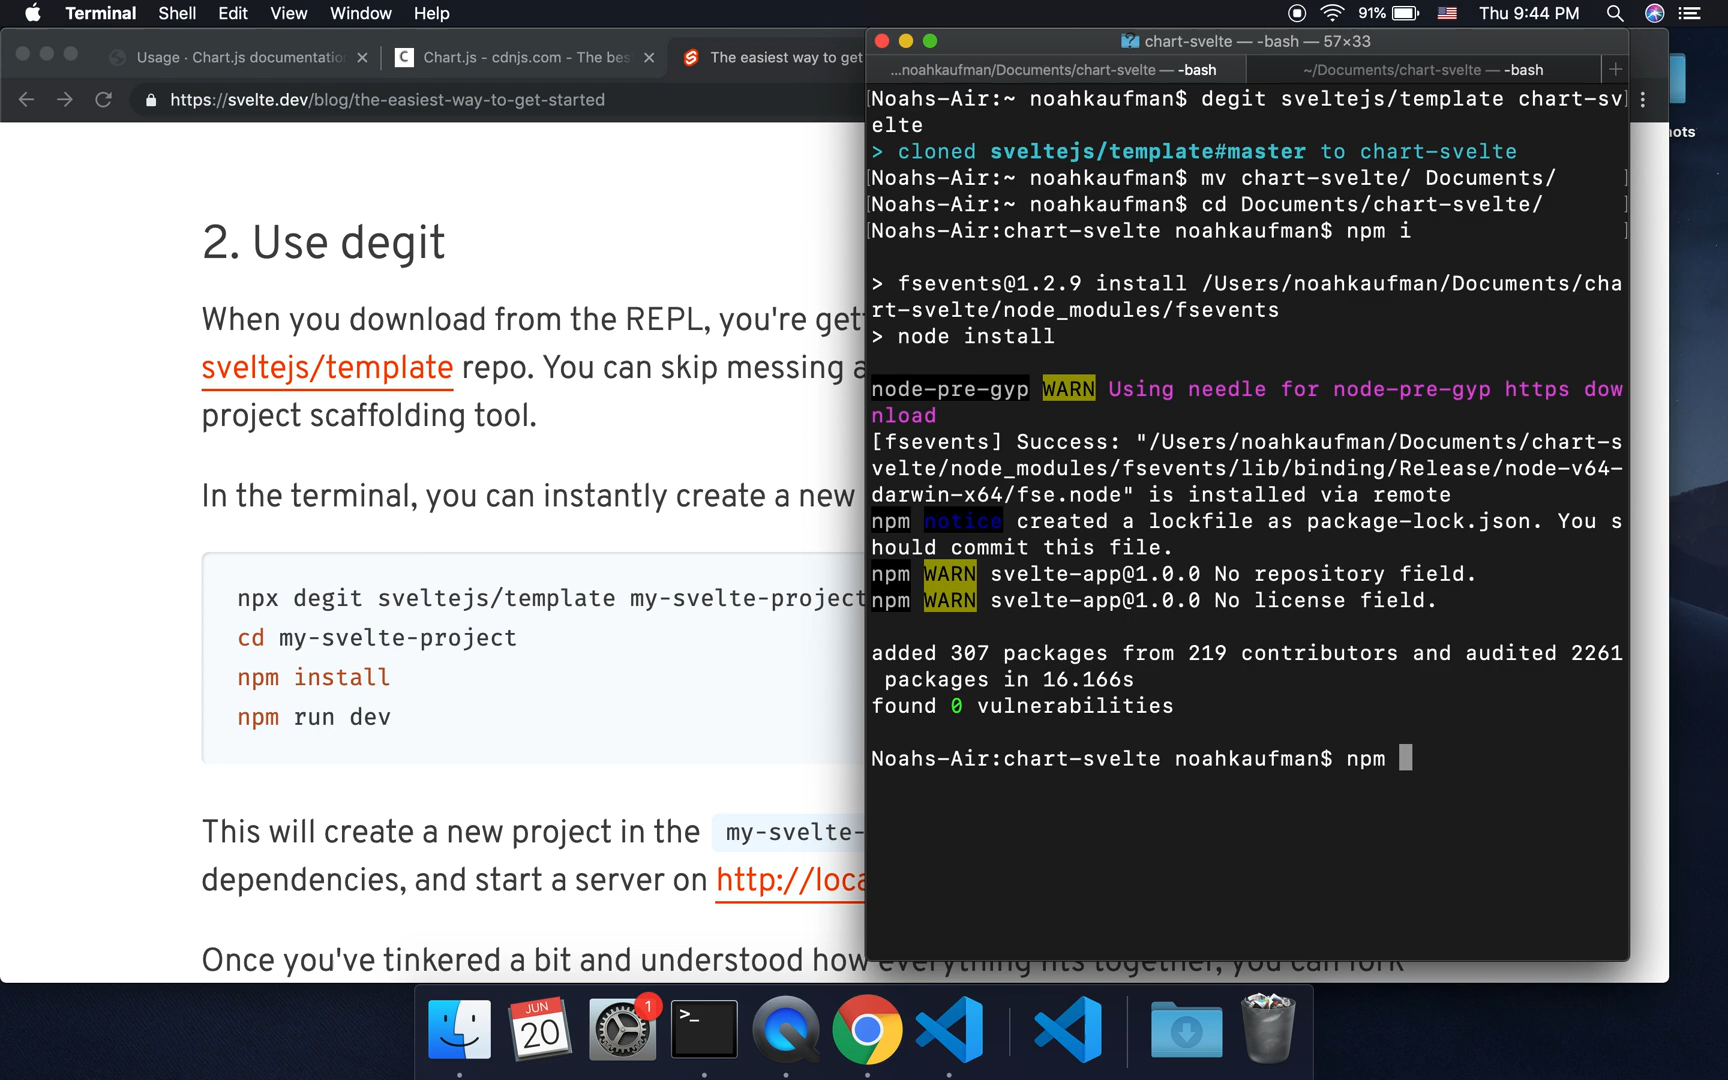 Terminal Shell Edit View Window Help 91% Thu 9:44 PM
Usage · Chart.js documentation
C Chart.js - cdnjs.com - The bes
The easiest way to get
https://svelte.dev/blog/the-easiest-way-to-get-started
2. Use degit
When you download from the REPL, you're gett
sveltejs/template repo. You can skip messing a
project scaffolding tool.
In the terminal, you can instantly create a new
npx degit sveltejs/template my-svelte-project
cd my-svelte-project
npm install
npm run dev
This will create a new project in the my-svelte-
dependencies, and start a server on http://loca
Once you've tinkered a bit and understood how everything fits together, you can fork
chart-svelte — -bash — 57×33
...noahkaufman/Documents/chart-svelte — -bash
~/Documents/chart-svelte — -bash
Noahs-Air:~ noahkaufman$ degit sveltejs/template chart-sv
elte
> cloned sveltejs/template#master to chart-svelte
Noahs-Air:~ noahkaufman$ mv chart-svelte/ Documents/
Noahs-Air:~ noahkaufman$ cd Documents/chart-svelte/
Noahs-Air:chart-svelte noahkaufman$ npm i
> fsevents@1.2.9 install /Users/noahkaufman/Documents/cha
rt-svelte/node_modules/fsevents
> node install
node-pre-gyp WARN Using needle for node-pre-gyp https dow
nload
[fsevents] Success: "/Users/noahkaufman/Documents/chart-s
velte/node_modules/fsevents/lib/binding/Release/node-v64-
darwin-x64/fse.node" is installed via remote
npm notice created a lockfile as package-lock.json. You s
hould commit this file.
npm WARN svelte-app@1.0.0 No repository field.
npm WARN svelte-app@1.0.0 No license field.
added 307 packages from 219 contributors and audited 2261
packages in 16.166s
found 0 vulnerabilities
Noahs-Air:chart-svelte noahkaufman$ npm
ots
JUN
20
1
>_